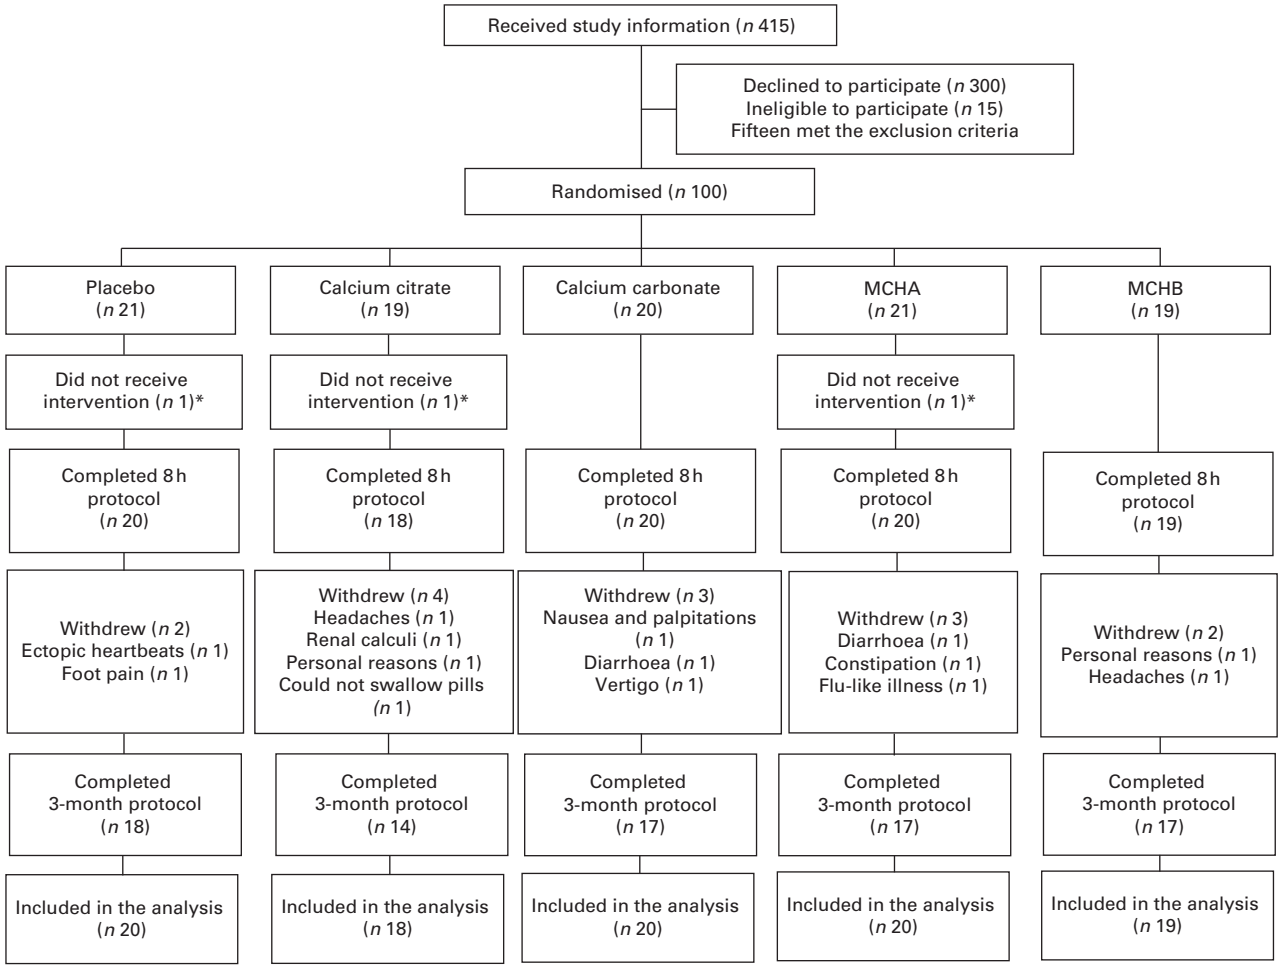 Received study information (n 415)
Declined to participate (n 300)
Ineligible to participate (n 15)
Fifteen met the exclusion criteria
Randomised (n 100)
Placebo
(n 21)
Calcium citrate
(n 19)
Calcium carbonate
(n 20)
MCHA
(n 21)
MCHB
(n 19)
Did not receive
intervention (n 1)*
Did not receive
intervention (n 1)*
Did not receive
intervention (n 1)*
Completed 8 h
protocol
(n 20)
Completed 8 h
protocol
(n 18)
Completed 8 h
protocol
(n 20)
Completed 8 h
protocol
(n 20)
Completed 8 h
protocol
(n 19)
Withdrew (n 2)
Ectopic heartbeats (n 1)
Foot pain (n 1)
Withdrew (n 4)
Headaches (n 1)
Renal calculi (n 1)
Personal reasons (n 1)
Could not swallow pills
(n 1)
Withdrew (n 3)
Nausea and palpitations
(n 1)
Diarrhoea (n 1)
Vertigo (n 1)
Withdrew (n 3)
Diarrhoea (n 1)
Constipation (n 1)
Flu-like illness (n 1)
Withdrew (n 2)
Personal reasons (n 1)
Headaches (n 1)
Completed
3-month protocol
(n 18)
Completed
3-month protocol
(n 14)
Completed
3-month protocol
(n 17)
Completed
3-month protocol
(n 17)
Completed
3-month protocol
(n 17)
Included in the analysis
(n 20)
Included in the analysis
(n 18)
Included in the analysis
(n 20)
Included in the analysis
(n 20)
Included in the analysis
(n 19)